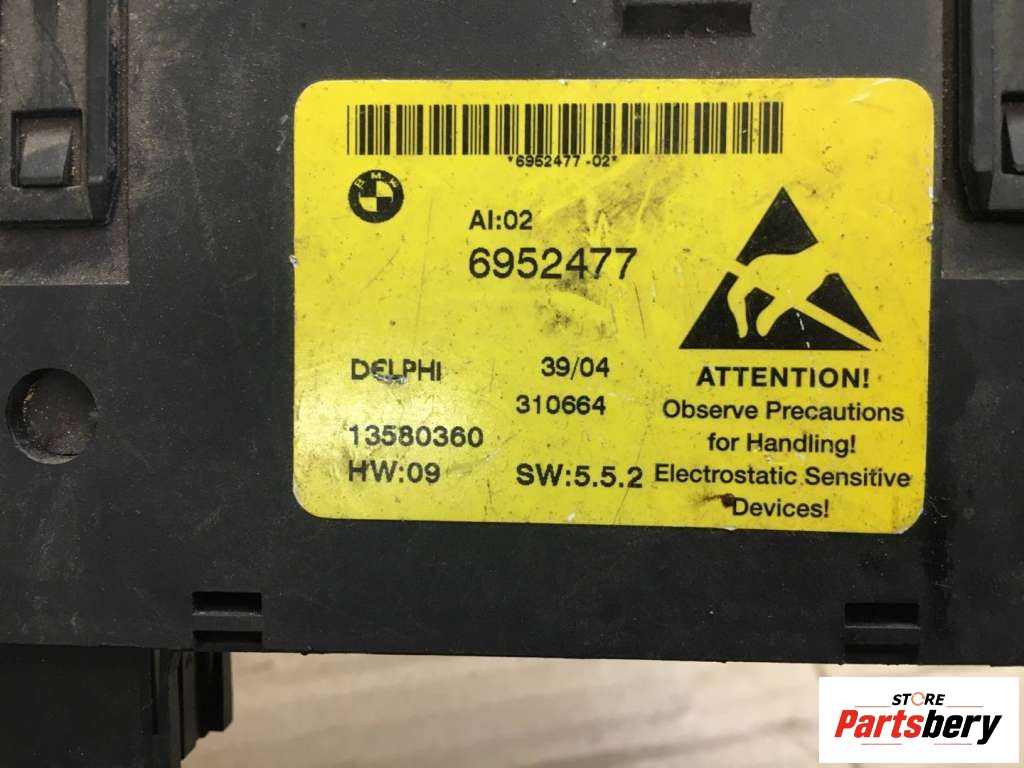 *6952477-02*
BMW
AI:02
6952477
DELPHI 39/04
310664
13580360
HW:09 SW:5.5.2
ATTENTION!
Observe Precautions
for Handling!
Electrostatic Sensitive
Devices!
STORE
Partsbery